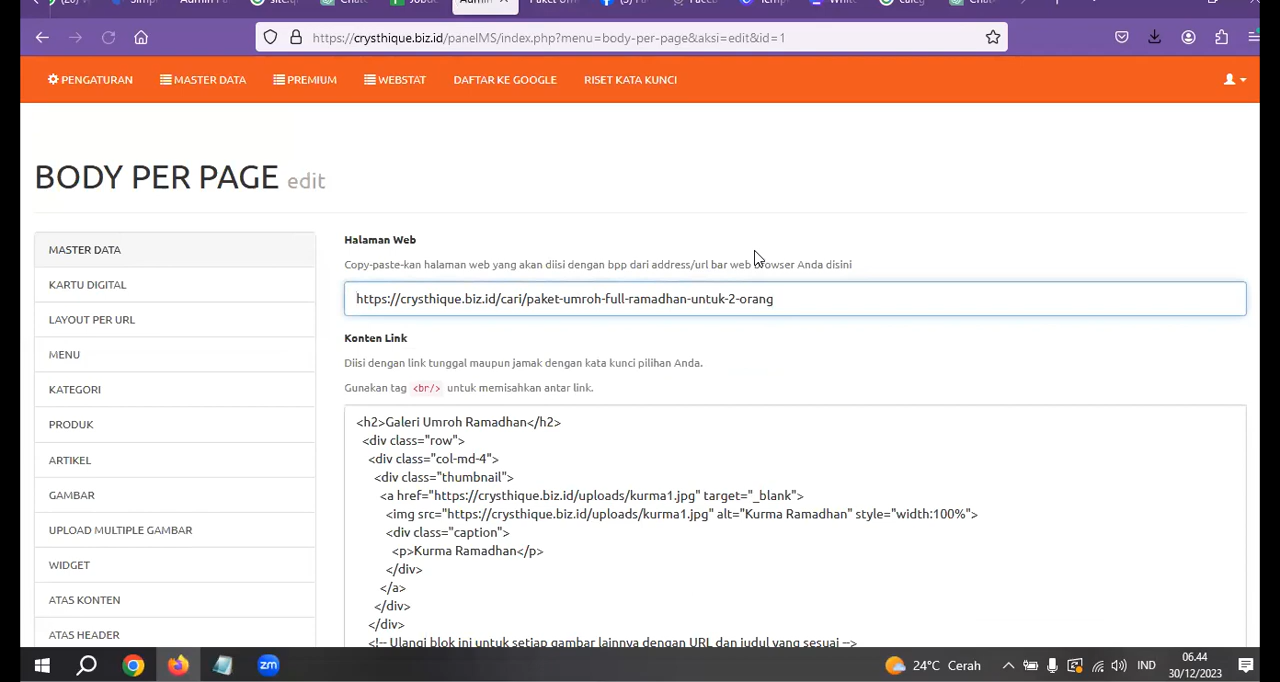 https://crysthique.biz.id/panelMS/index.php?menu=body-per-page&aksi=edit&id=1
PENGATURAN MASTER DATA PREMIUM WEBSTAT DAFTAR KE GOOGLE RISET KATA KUNCI
BODY PER PAGE edit
MASTER DATA
KARTU DIGITAL
LAYOUT PER URL
MENU
KATEGORI
PRODUK
ARTIKEL
GAMBAR
UPLOAD MULTIPLE GAMBAR
WIDGET
ATAS KONTEN
ATAS HEADER
Halaman Web
Copy-paste-kan halaman web yang akan diisi dengan bpp dari address/url bar web browser Anda disini
https://crysthique.biz.id/cari/paket-umroh-full-ramadhan-untuk-2-orang
Konten Link
Diisi dengan link tunggal maupun jamak dengan kata kunci pilihan Anda.
Gunakan tag <br/> untuk memisahkan antar link.
<h2>Galeri Umroh Ramadhan</h2>
<div class="row">
<div class="col-md-4">
<div class="thumbnail">
<a href="https://crysthique.biz.id/uploads/kurma1.jpg" target="_blank">
<img src="https://crysthique.biz.id/uploads/kurma1.jpg" alt="Kurma Ramadhan" style="width:100%">
<div class="caption">
<p>Kurma Ramadhan</p>
</div>
</a>
</div>
</div>
<!-- Ulangi blok ini untuk setiap gambar lainnya dengan URL dan judul yang sesuai -->
zm
24°C Cerah
IND
06.44
30/12/2023